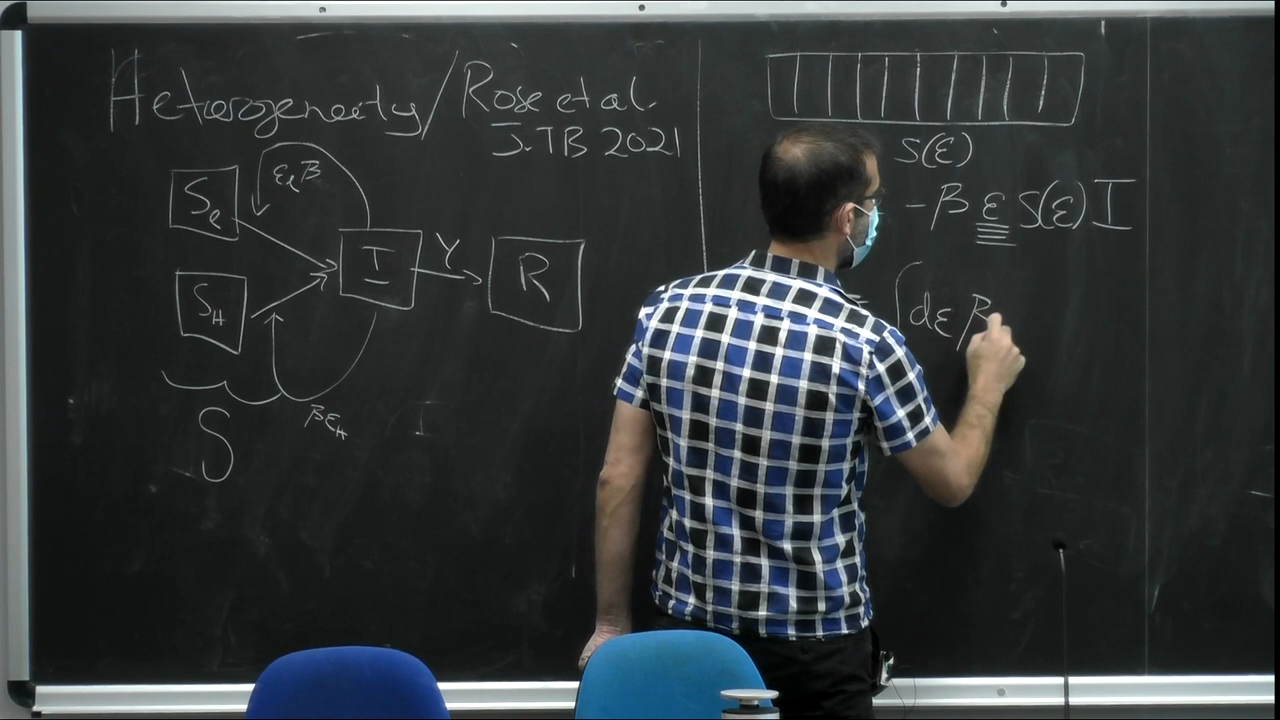 Heterogeneity/Rose et al.
J.TB 2021
S_l
ε_l β
I
γ
R
S_H
βε_H
S
I
S(ε)
-β ε S(ε) I
= ∫ dε β